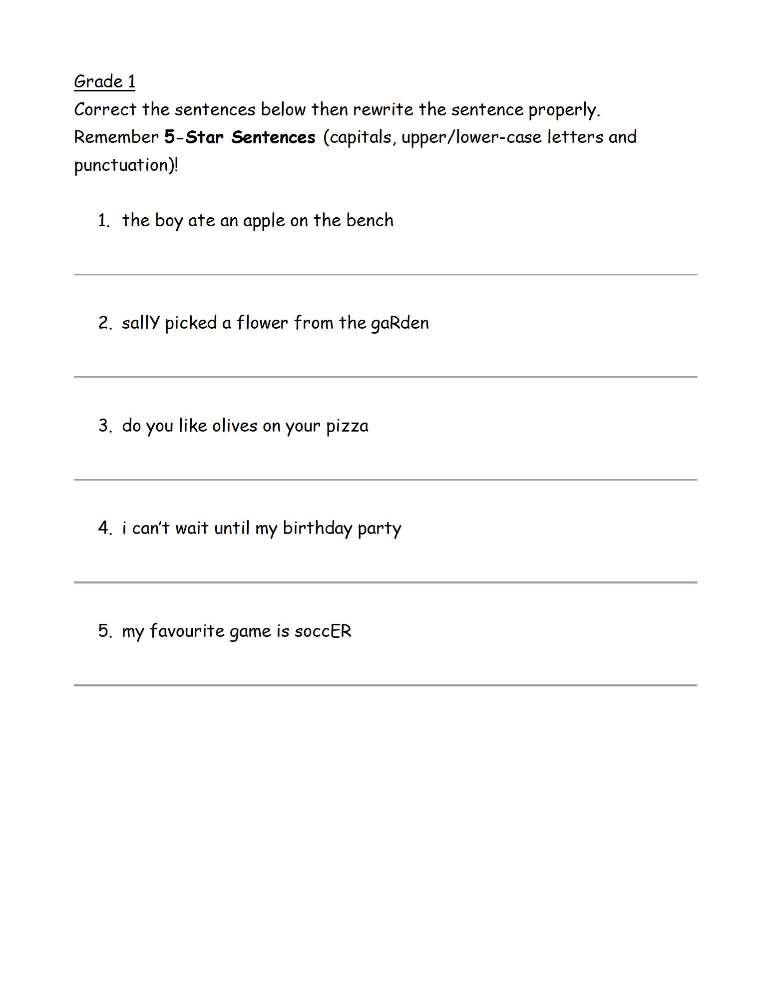 Grade 1
Correct the sentences below then rewrite the sentence properly.
Remember 5-Star Sentences (capitals, upper/lower-case letters and
punctuation)!
1. the boy ate an apple on the bench
2. sallY picked a flower from the gaRden
3. do you like olives on your pizza
4. i can't wait until my birthday party
5. my favourite game is soccER